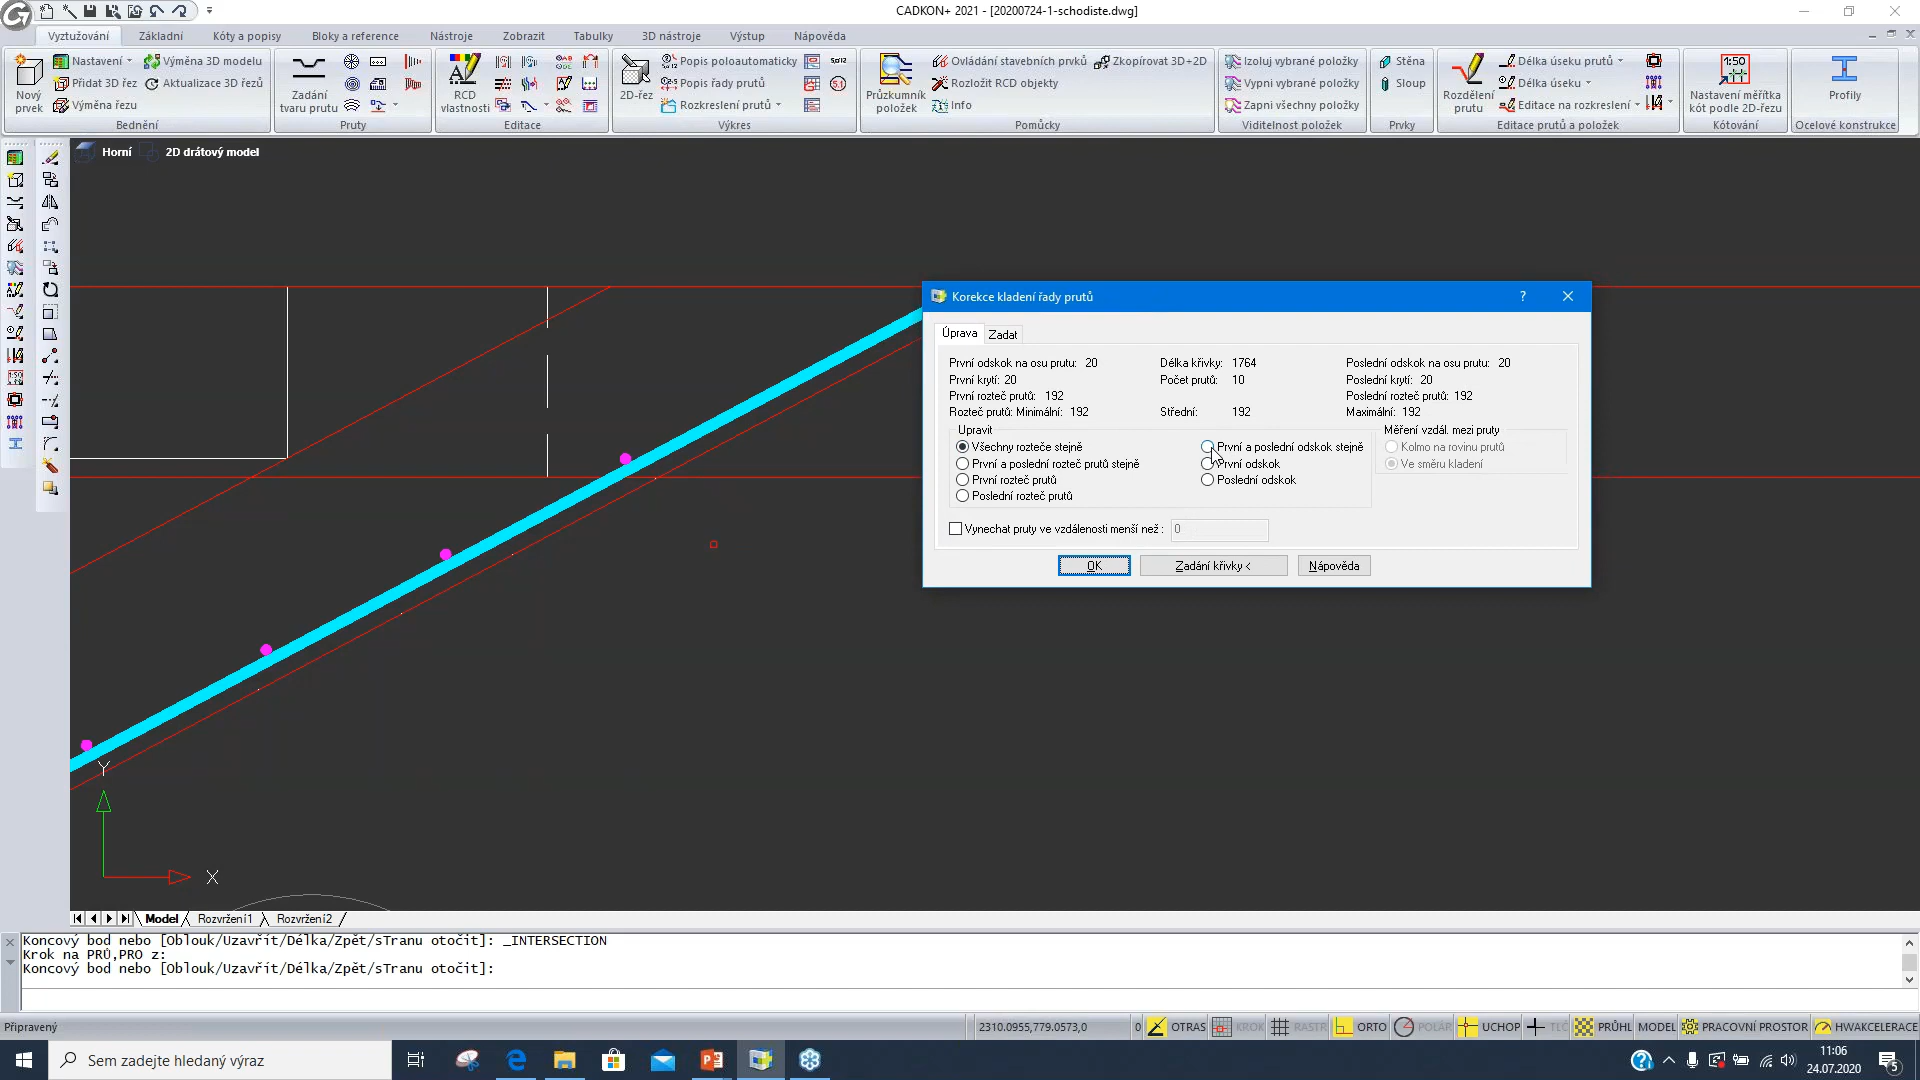 CADKON+ 2021 - [20200724-1-schodiste.dwg]
Vyztužování Základní Kóty a popisy Bloky a reference Nástroje Zobrazit Tabulky 3D nástroje Výstup Nápověda
Nový prvek
Nastavení
Přidat 3D řez
Výměna řezu
Výměna 3D modelu
Aktualizace 3D řezů
Bednění
Zadání tvaru prutu
Pruty
RCD vlastnosti
Editace
2D-řez
Popis poloautomaticky
Popis řady prutů
Rozkreslení prutů
Výkres
Průzkumník položek
Ovládání stavebních prvků
Rozložit RCD objekty
Info
Zkopírovat 3D+2D
Pomůcky
Izoluj vybrané položky
Vypni vybrané položky
Zapni všechny položky
Viditelnost položek
Stěna
Sloup
Prvky
Rozdělení prutu
Délka úseku prutů
Délka úseku
Editace na rozkreslení
Editace prutů a položek
1:50
Nastavení měřítka kót podle 2D-řezu
Kótování
Profily
Ocelové konstrukce
Horní 2D drátový model
Korekce kladení řady prutů
?
Úprava Zadat
První odskok na osu prutu: 20 Délka křivky: 1764 Poslední odskok na osu prutu: 20
První krytí: 20 Počet prutů: 10 Poslední krytí: 20
První rozteč prutů: 192 Poslední rozteč prutů: 192
Rozteč prutů: Minimální: 192 Střední: 192 Maximální: 192
Upravit Měření vzdál. mezi pruty
Všechny rozteče stejně První a poslední odskok stejně Kolmo na rovinu prutů
První a poslední rozteč prutů stejně První odskok Ve směru kladení
První rozteč prutů Poslední odskok
Poslední rozteč prutů
Vynechat pruty ve vzdálenosti menší než : 0
OK Zadání křivky < Nápověda
Y
X
Model Rozvržení1 Rozvržení2
Koncový bod nebo [Oblouk/Uzavřít/Délka/Zpět/sTranu otočit]: _INTERSECTION
Krok na PRŮ,PRO z:
Koncový bod nebo [Oblouk/Uzavřít/Délka/Zpět/sTranu otočit]:
Připravený 2310.0955,779.0573,0 0 OTRAS KROK RASTR ORTO POLÁR UCHOP TLČ PRŮHL MODEL PRACOVNÍ PROSTOR HWAKCELERACE
Sem zadejte hledaný výraz
11:06
24.07.2020
5